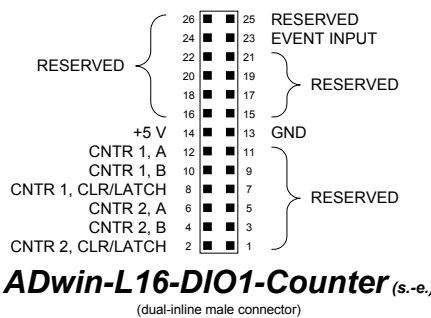 26 25 RESERVED
24 23 EVENT INPUT
22 21
RESERVED
20 19
RESERVED
18 17
16 15
+5 V 14 13 GND
CNTR 1, A 12 11
CNTR 1, B 10 9
CNTR 1, CLR/LATCH 8 7
RESERVED
CNTR 2, A 6 5
CNTR 2, B 4 3
CNTR 2, CLR/LATCH 2 1
ADwin-L16-DIO1-Counter (s.-e.)
(dual-inline male connector)